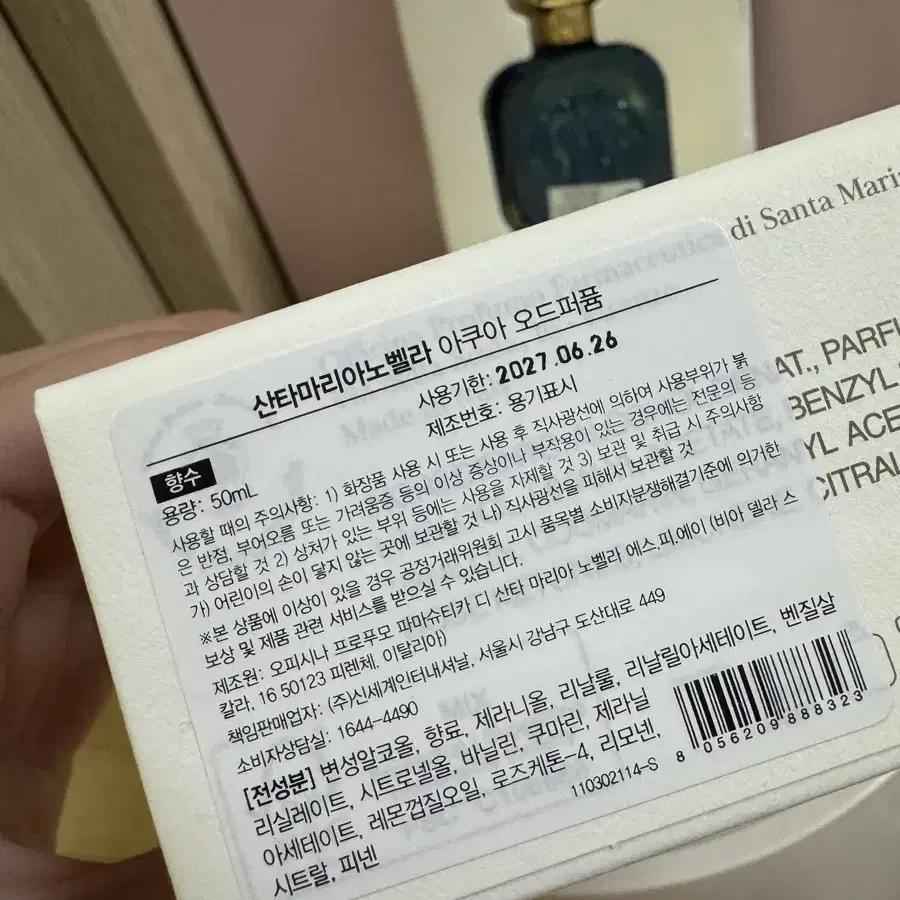 di Santa Mari
Officina Profumo Farmaceutica
산타마리아노벨라 아쿠아 오드퍼퓸
사용기한: 2027.06.26
제조번호: 용기표시
향수
용량: 50mL
사용할 때의 주의사항: 1) 화장품 사용 시 또는 사용 후 직사광선에 의하여 사용부위가 붉
은 반점, 부어오름 또는 가려움증 등의 이상 증상이나 부작용이 있는 경우에는 전문의 등
과 상담할 것 2) 상처가 있는 부위 등에는 사용을 자제할 것 3) 보관 및 취급 시 주의사항
가) 어린이의 손이 닿지 않는 곳에 보관할 것 나) 직사광선을 피해서 보관할 것
※본 상품에 이상이 있을 경우 공정거래위원회 고시 품목별 소비자분쟁해결기준에 의거한
보상 및 제품 관련 서비스를 받으실 수 있습니다.
제조원: 오피시나 프로푸모 파마슈티카 디 산타 마리아 노벨라 에스.피.에이 (비아 델라 스
칼라, 16 50123 피렌체, 이탈리아)
책임판매업자: (주)신세계인터내셔날, 서울시 강남구 도산대로 449
소비자상담실: 1644-4490
[전성분] 변성알코올, 향료, 제라니올, 리날룰, 리날릴아세테이트, 벤질살
리실레이트, 시트로넬올, 바닐린, 쿠마린, 제라닐
아세테이트, 레몬껍질오일, 로즈케톤-4, 리모넨,
시트랄, 피넨
8 056209 888323
110302114-S
AT., PARFU
BENZYL
YL ACE
CITRAL